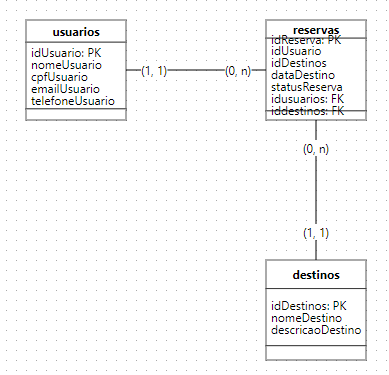 usuarios
idUsuario: PK
nomeUsuario
cpfUsuario
emailUsuario
telefoneUsuario
(1, 1)
(0, n)
reservas
idReserva: PK
idUsuario
idDestinos
dataDestino
statusReserva
idusuarios: FK
iddestinos: FK
(0, n)
(1, 1)
destinos
idDestinos: PK
nomeDestino
descricaoDestino